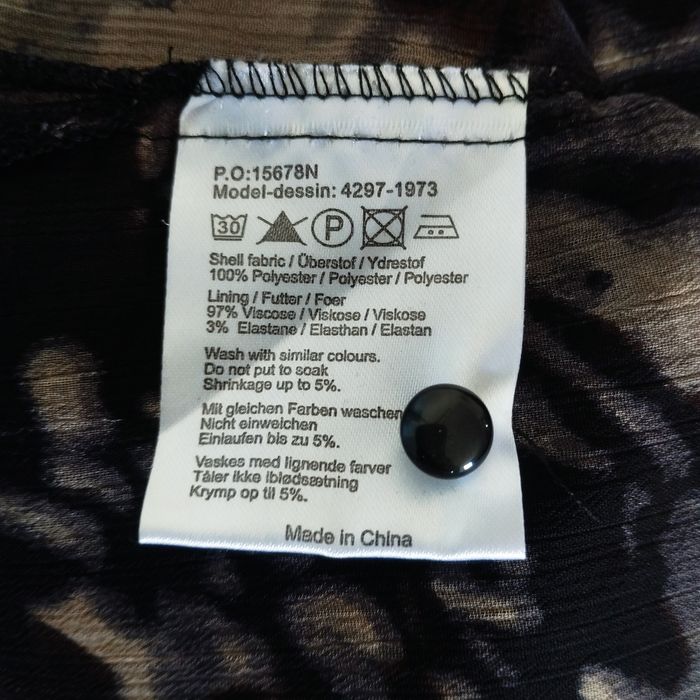 P.O:15678N
Model-dessin: 4297-1973
30 P
Shell fabric / Überstof / Ydrestof
100% Polyester / Polyester / Polyester
Lining / Futter / Foer
97% Viscose / Viskose / Viskose
3% Elastane / Elasthan / Elastan
Wash with similar colours.
Do not put to soak
Shrinkage up to 5%.
Mit gleichen Farben waschen
Nicht einweichen
Einlaufen bis zu 5%.
Vaskes med lignende farver
Tåler ikke iblødsætning
Krymp op til 5%.
Made in China